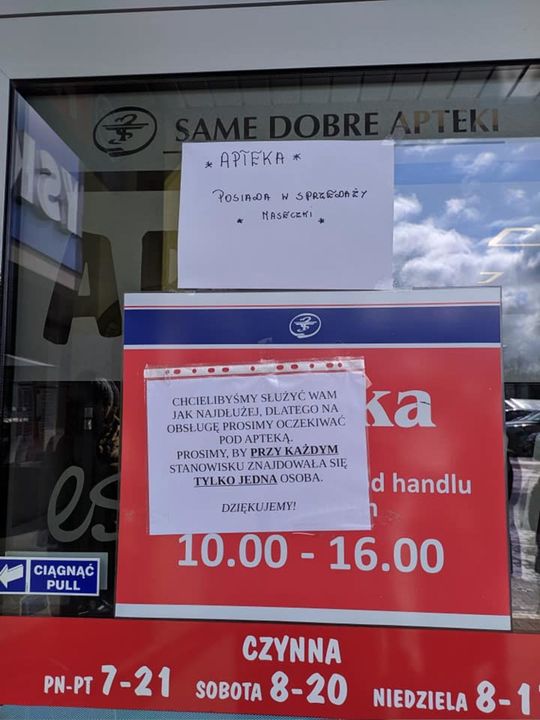 SAME DOBRE APTEKI
* APTEKA *
POSIADA W SPRZEDAŻY
* MASECZKI *
CHCIELIBYŚMY SŁUŻYĆ WAM
JAK NAJDŁUŻEJ, DLATEGO NA
OBSŁUGĘ PROSIMY OCZEKIWAĆ
POD APTEKĄ.
PROSIMY, BY PRZY KAŻDYM
STANOWISKU ZNAJDOWAŁA SIĘ
TYLKO JEDNA OSOBA.
DZIĘKUJEMY!
ka
od handlu
10.00 - 16.00
CIĄGNĄĆ
PULL
CZYNNA
PN-PT 7-21 SOBOTA 8-20 NIEDZIELA 8-1